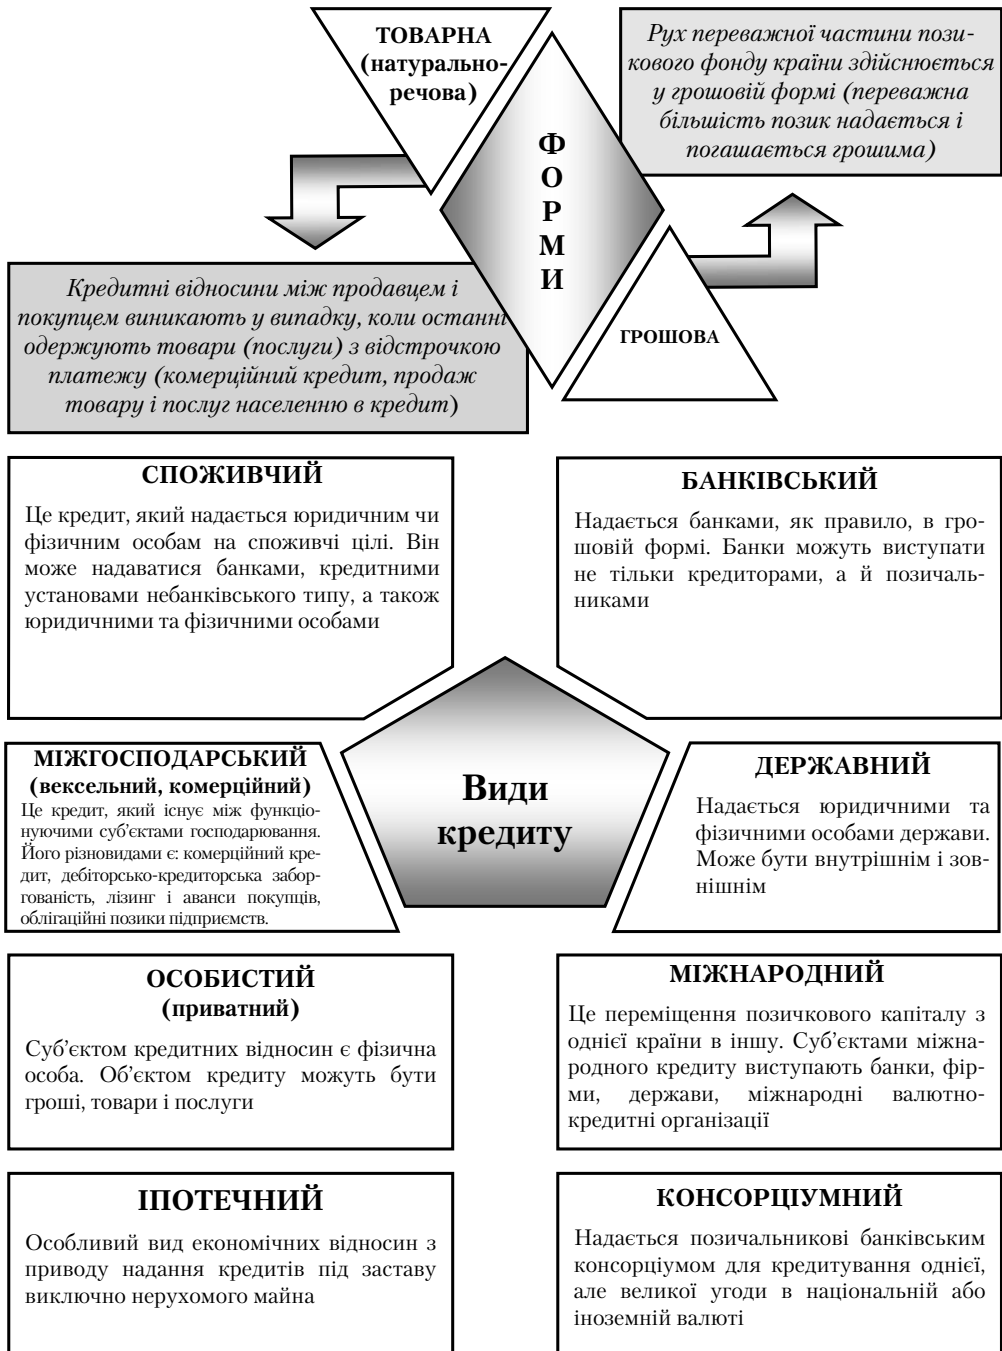 ТОВАРНА
(натурально-
речова)
Рух переважної частини пози-
кового фонду країни здійснюється
у грошовій формі (переважна
більшість позик надається і
погашається грошима)
Ф
О
Р
М
И
Кредитні відносини між продавцем і
покупцем виникають у випадку, коли останні
одержують товари (послуги) з відстрочкою
платежу (комерційний кредит, продаж
товару і послуг населенню в кредит)
ГРОШОВА
СПОЖИВЧИЙ
Це кредит, який надається юридичним чи
фізичним особам на споживчі цілі. Він
може надаватися банками, кредитними
установами небанківського типу, а також
юридичними та фізичними особами
БАНКІВСЬКИЙ
Надається банками, як правило, в гро-
шовій формі. Банки можуть виступати
не тільки кредиторами, а й позичаль-
никами
МІЖГОСПОДАРСЬКИЙ
(вексельний, комерційний)
Це кредит, який існує між функціо-
нуючими суб’єктами господарювання.
Його різновидами є: комерційний кре-
дит, дебіторсько-кредиторська забор-
гованість, лізинг і аванси покупців,
облігаційні позики підприємств.
Види
кредиту
ДЕРЖАВНИЙ
Надається юридичними та
фізичними особами держави.
Може бути внутрішнім і зов-
нішнім
ОСОБИСТИЙ
(приватний)
Суб’єктом кредитних відносин є фізична
особа. Об’єктом кредиту можуть бути
гроші, товари і послуги
МІЖНАРОДНИЙ
Це переміщення позичкового капіталу з
однієї країни в іншу. Суб’єктами міжна-
родного кредиту виступають банки, фір-
ми, держави, міжнародні валютно-
кредитні організації
ІПОТЕЧНИЙ
Особливий вид економічних відносин з
приводу надання кредитів під заставу
виключно нерухомого майна
КОНСОРЦІУМНИЙ
Надається позичальникові банківським
консорціумом для кредитування однієї,
але великої угоди в національній або
іноземній валюті